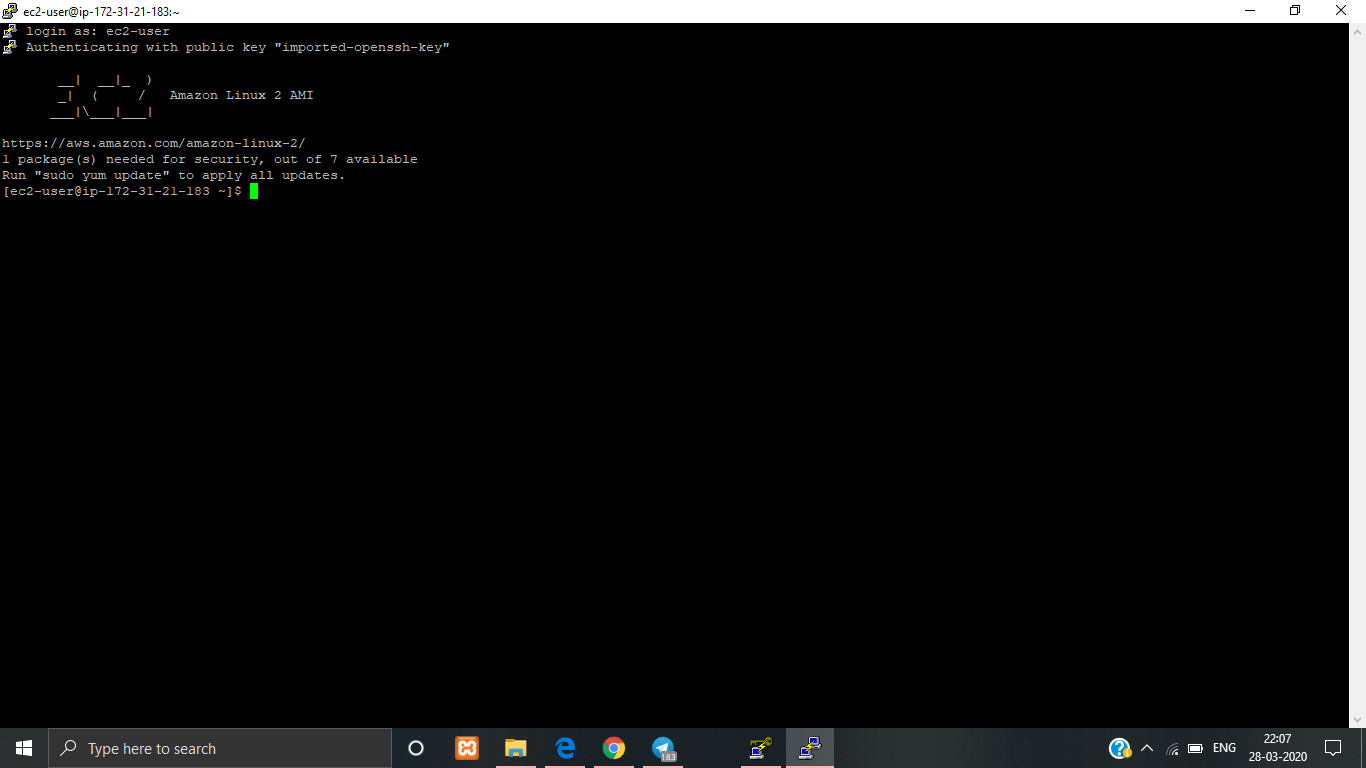 ec2-user@ip-172-31-21-183:~
login as: ec2-user
Authenticating with public key "imported-openssh-key"
       __|  __|_  )
       _|  (     /   Amazon Linux 2 AMI
      ___|\___|___|
https://aws.amazon.com/amazon-linux-2/
1 package(s) needed for security, out of 7 available
Run "sudo yum update" to apply all updates.
[ec2-user@ip-172-31-21-183 ~]$
Type here to search
183
ENG
22:07
28-03-2020